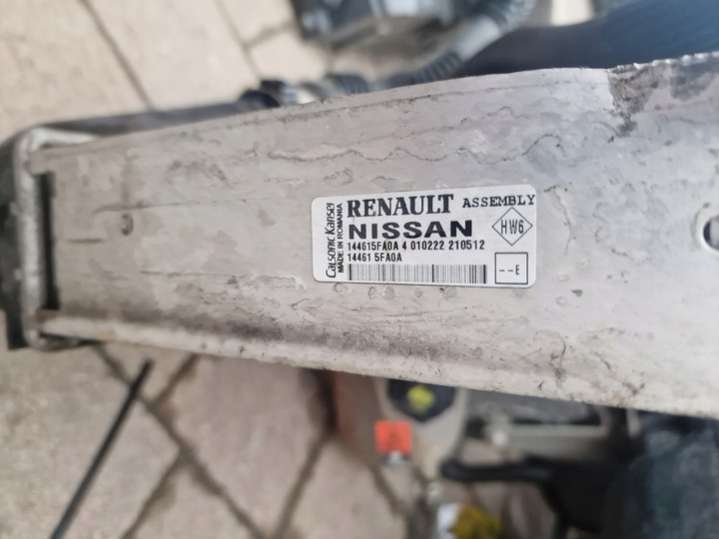 Calsonic Kansei
MADE IN ROMANIA
RENAULT ASSEMBLY
NISSAN
HW6
144615FA0A 4 010222 210512
14461 5FA0A
--E